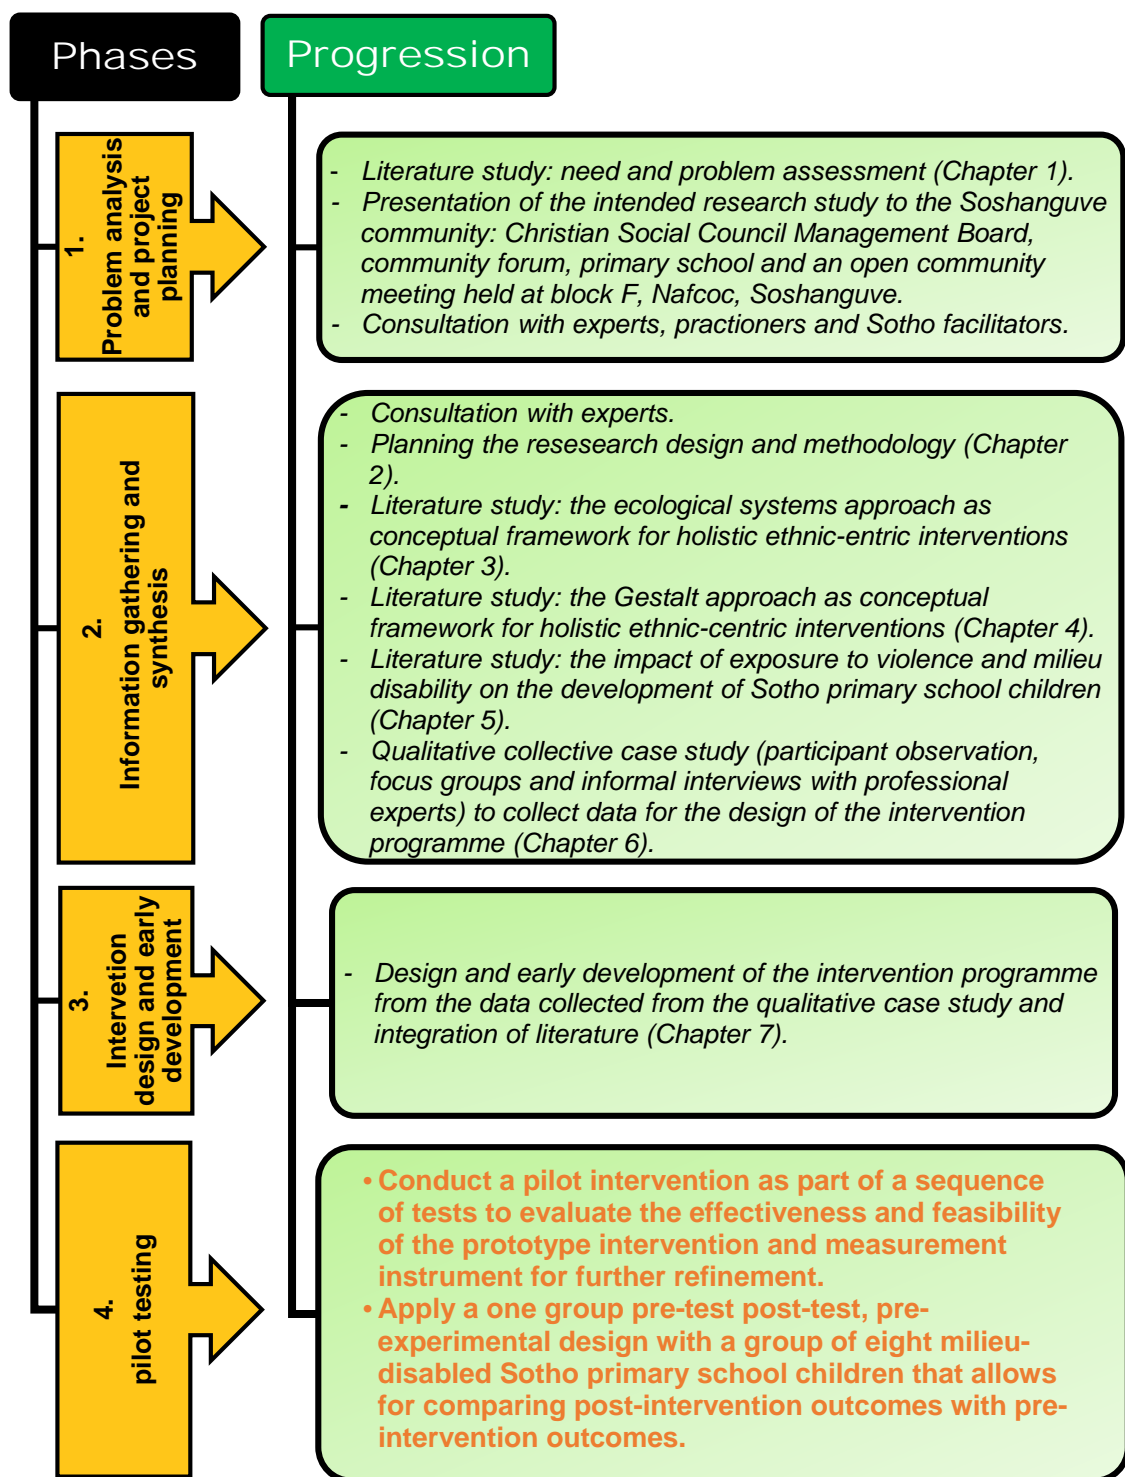 Phases
Progression
1.
Problem analysis
and project
planning
- Literature study: need and problem assessment (Chapter 1).
- Presentation of the intended research study to the Soshanguve
community: Christian Social Council Management Board,
community forum, primary school and an open community
meeting held at block F, Nafcoc, Soshanguve.
- Consultation with experts, practioners and Sotho facilitators.
2.
Information gathering and
synthesis
- Consultation with experts.
- Planning the resesearch design and methodology (Chapter
2).
- Literature study: the ecological systems approach as
conceptual framework for holistic ethnic-entric interventions
(Chapter 3).
- Literature study: the Gestalt approach as conceptual
framework for holistic ethnic-centric interventions (Chapter 4).
- Literature study: the impact of exposure to violence and milieu
disability on the development of Sotho primary school children
(Chapter 5).
- Qualitative collective case study (participant observation,
focus groups and informal interviews with professional
experts) to collect data for the design of the intervention
programme (Chapter 6).
3.
Intervetion
design and early
development
- Design and early development of the intervention programme
from the data collected from the qualitative case study and
integration of literature (Chapter 7).
4.
pilot testing
• Conduct a pilot intervention as part of a sequence
of tests to evaluate the effectiveness and feasibility
of the prototype intervention and measurement
instrument for further refinement.
• Apply a one group pre-test post-test, pre-
experimental design with a group of eight milieu-
disabled Sotho primary school children that allows
for comparing post-intervention outcomes with pre-
intervention outcomes.